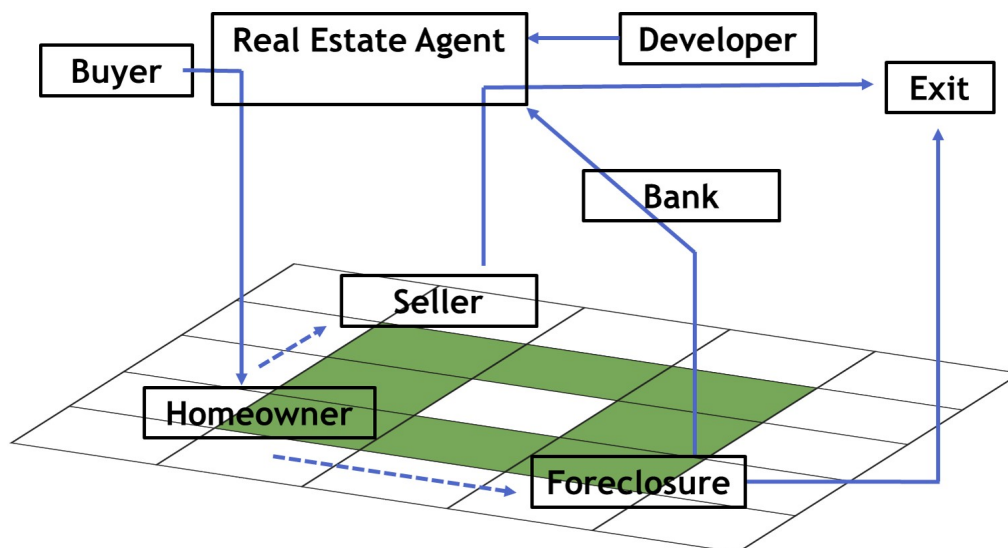 Real Estate Agent
Developer
Buyer
Exit
Bank
Seller
Homeowner
Foreclosure